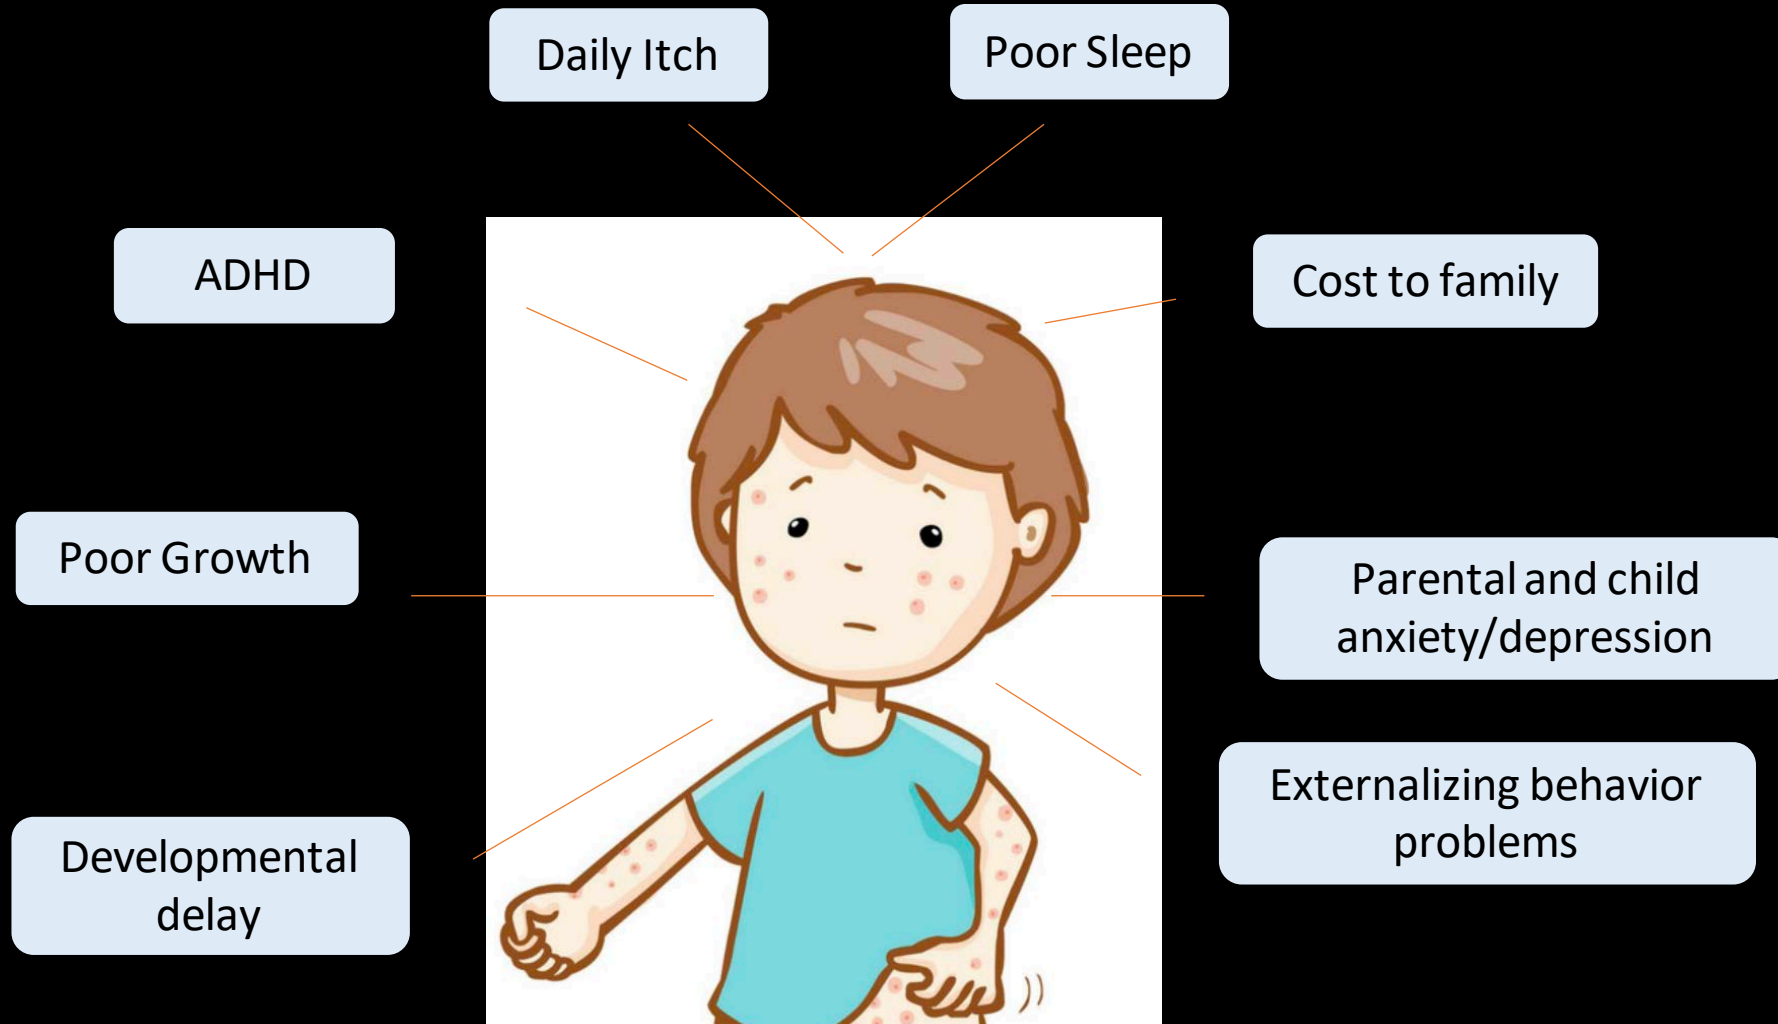 Daily Itch
Poor Sleep
ADHD
Cost to family
Poor Growth
Parental and child
anxiety/depression
Developmental
delay
Externalizing behavior
problems